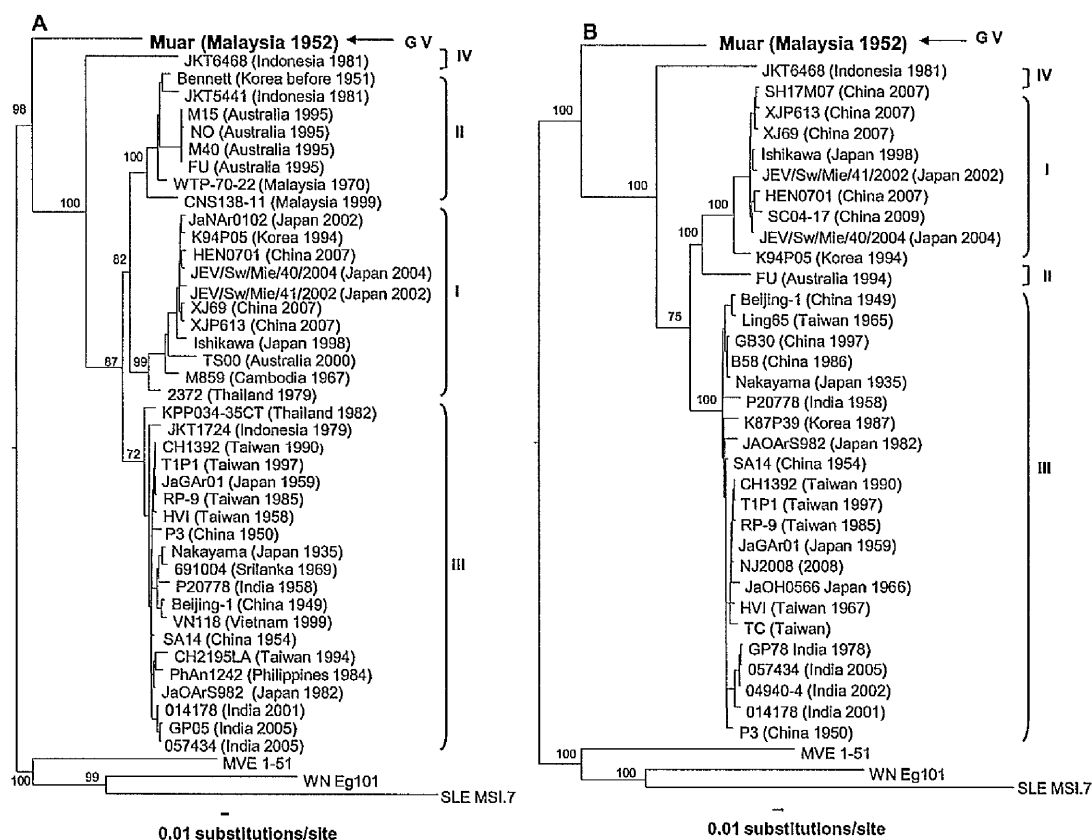 A
Muar (Malaysia 1952)
G V
JKT6468 (Indonesia 1981)
IV
Bennett (Korea before 1951)
JKT5441 (Indonesia 1981)
M15 (Australia 1995)
NO (Australia 1995)
M40 (Australia 1995)
FU (Australia 1995)
WTP-70-22 (Malaysia 1970)
CNS138-11 (Malaysia 1999)
II
JaNAr0102 (Japan 2002)
K94P05 (Korea 1994)
HEN0701 (China 2007)
JEV/Sw/Mie/40/2004 (Japan 2004)
JEV/Sw/Mie/41/2002 (Japan 2002)
XJ69 (China 2007)
XJP613 (China 2007)
Ishikawa (Japan 1998)
TS00 (Australia 2000)
M859 (Cambodia 1967)
2372 (Thailand 1979)
I
KPP034-35CT (Thailand 1982)
JKT1724 (Indonesia 1979)
CH1392 (Taiwan 1990)
T1P1 (Taiwan 1997)
JaGAr01 (Japan 1959)
RP-9 (Taiwan 1985)
HVI (Taiwan 1958)
P3 (China 1950)
Nakayama (Japan 1935)
691004 (Srilanka 1969)
P20778 (India 1958)
Beijing-1 (China 1949)
VN118 (Vietnam 1999)
SA14 (China 1954)
CH2195LA (Taiwan 1994)
PhAn1242 (Philippines 1984)
JaOArS982 (Japan 1982)
014178 (India 2001)
GP05 (India 2005)
057434 (India 2005)
III
MVE 1-51
WN Eg101
SLE MSI.7
98
100
100
82
67
99
72
100
99
0.01 substitutions/site
B
Muar (Malaysia 1952)
G V
JKT6468 (Indonesia 1981)
IV
SH17M07 (China 2007)
XJP613 (China 2007)
XJ69 (China 2007)
Ishikawa (Japan 1998)
JEV/Sw/Mie/41/2002 (Japan 2002)
HEN0701 (China 2007)
SC04-17 (China 2009)
JEV/Sw/Mie/40/2004 (Japan 2004)
K94P05 (Korea 1994)
I
FU (Australia 1994)
II
Beijing-1 (China 1949)
Ling65 (Taiwan 1965)
GB30 (China 1997)
B58 (China 1986)
Nakayama (Japan 1935)
P20778 (India 1958)
K87P39 (Korea 1987)
JAOArS982 (Japan 1982)
SA14 (China 1954)
CH1392 (Taiwan 1990)
T1P1 (Taiwan 1997)
RP-9 (Taiwan 1985)
JaGAr01 (Japan 1959)
NJ2008 (2008)
JaOH0566 Japan 1966)
HVI (Taiwan 1967)
TC (Taiwan)
GP78 India 1978)
057434 (India 2005)
04940-4 (India 2002)
014178 (India 2001)
P3 (China 1950)
III
MVE 1-51
WN Eg101
SLE MSI.7
100
100
100
100
75
100
100
100
0.01 substitutions/site